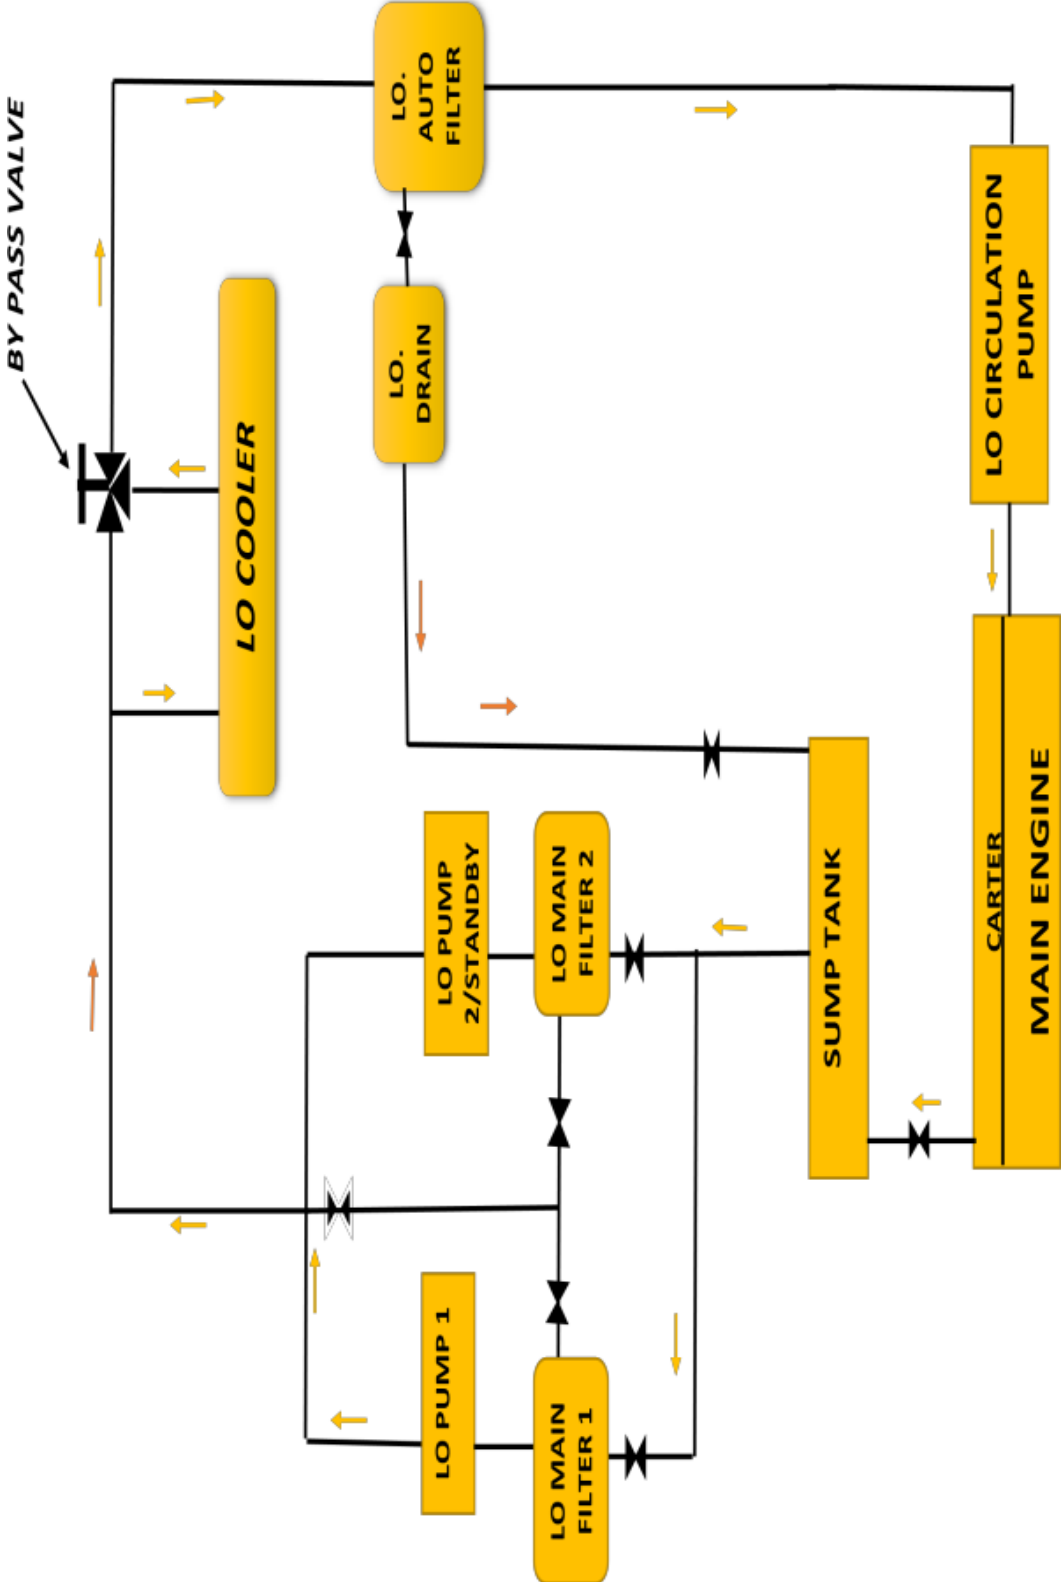 BY PASS VALVE
LO.
AUTO
FILTER
LO.
DRAIN
LO COOLER
LO CIRCULATION
PUMP
LO PUMP
2/STANDBY
LO MAIN
FILTER 2
SUMP TANK
CARTER
MAIN ENGINE
LO PUMP 1
LO MAIN
FILTER 1